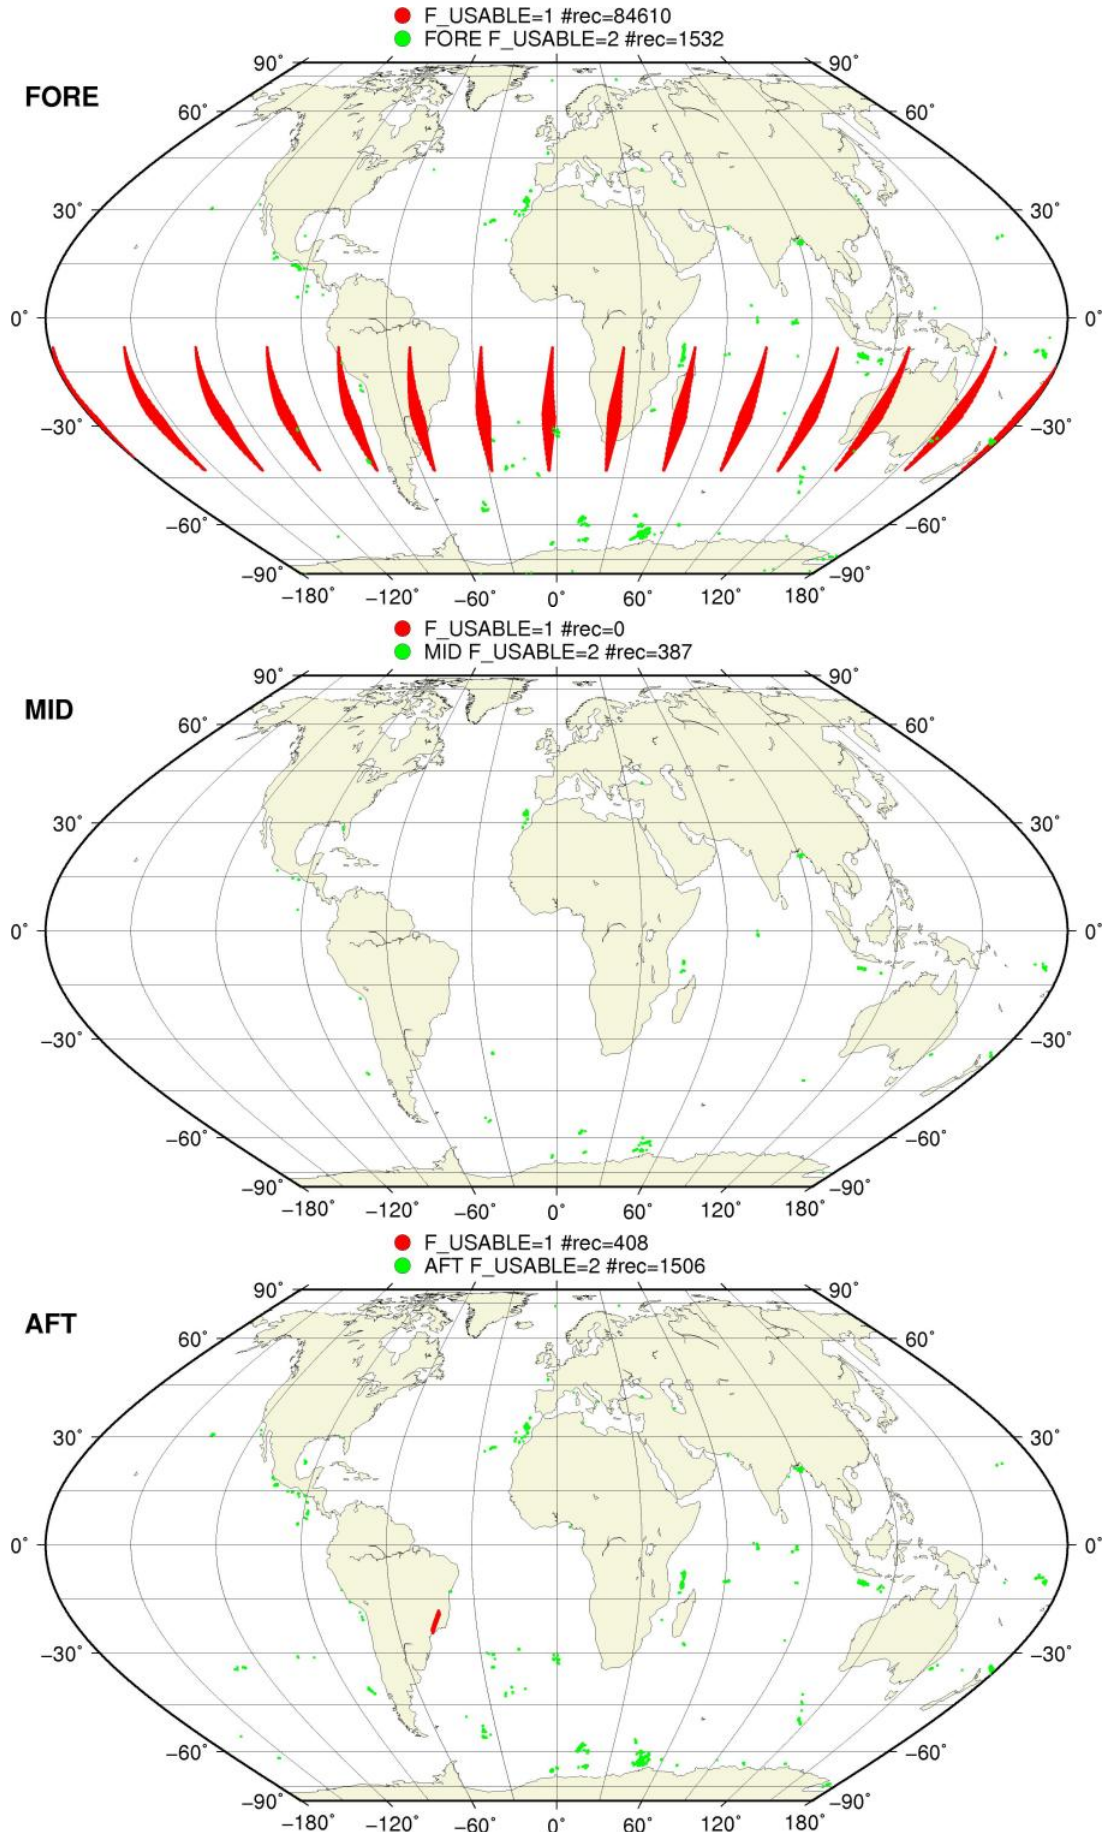 F_USABLE=1 #rec=84610
FORE F_USABLE=2 #rec=1532
FORE
90° 90°
60° 60°
30° 30°
0° 0°
−30° −30°
−60° −60°
−90° −90°
−180° −120° −60° 0° 60° 120° 180°
F_USABLE=1 #rec=0
MID F_USABLE=2 #rec=387
MID
90° 90°
60° 60°
30° 30°
0° 0°
−30° −30°
−60° −60°
−90° −90°
−180° −120° −60° 0° 60° 120° 180°
F_USABLE=1 #rec=408
AFT F_USABLE=2 #rec=1506
AFT
90° 90°
60° 60°
30° 30°
0° 0°
−30° −30°
−60° −60°
−90° −90°
−180° −120° −60° 0° 60° 120° 180°